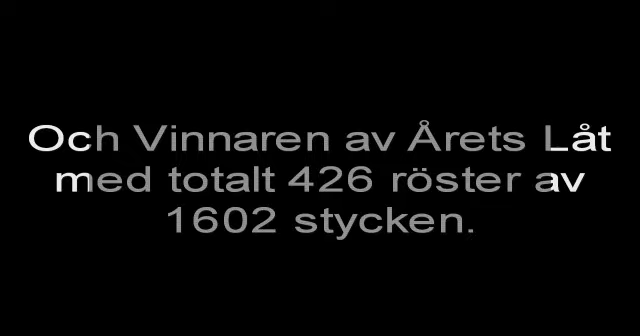 Och Vinnaren av Årets Låt
med totalt 426 röster av
1602 stycken.